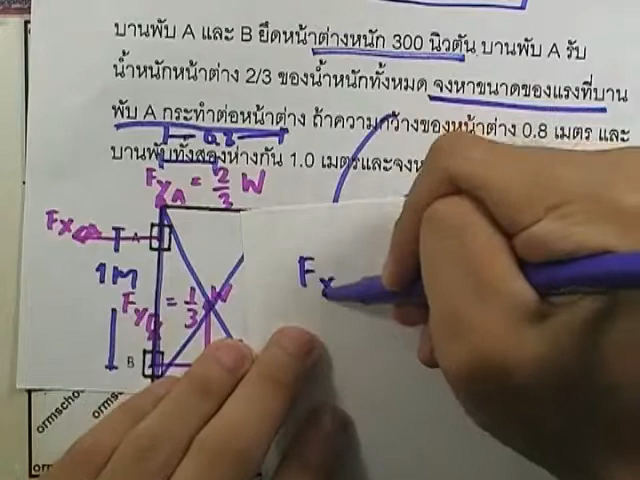 บานพับ A และ B ยึดหน้าต่างหนัก 300 นิวตัน บานพับ A รับ
น้ำหนักหน้าต่าง 2/3 ของน้ำหนักทั้งหมด จงหาขนาดของแรงที่บาน
พับ A กระทำต่อหน้าต่าง ถ้าความกว้างของหน้าต่าง 0.8 เมตร และ
0.8
บานพับทั้งสองห่างกัน 1.0 เมตรและจงห
FyA = 2/3 W
Fx
A
1M
Fx
FyB = 1/3 W
B
ormschool
orms
orm